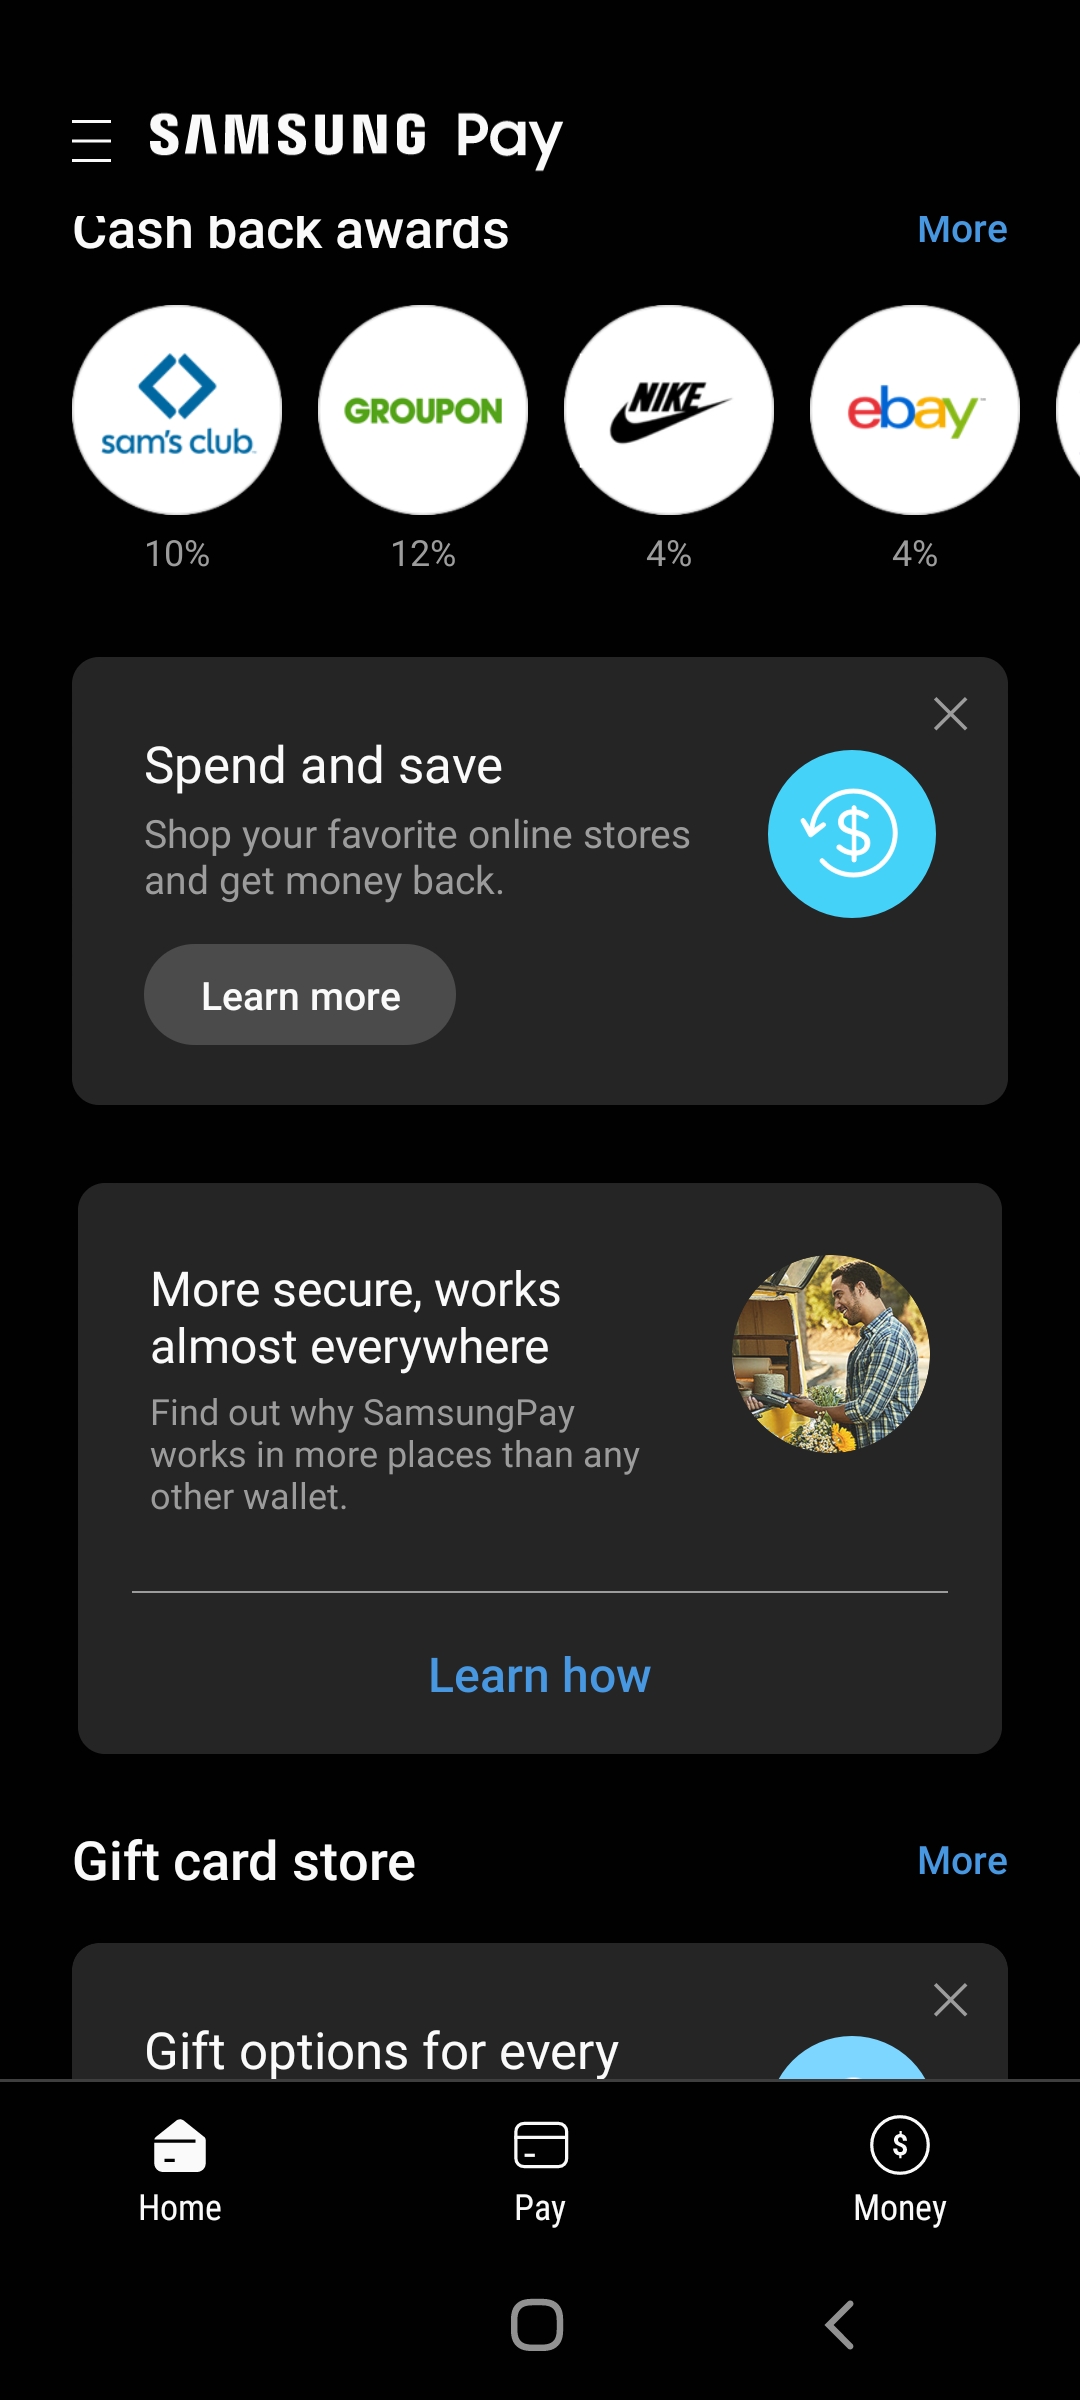 SAMSUNG Pay
Cash back awards
More
sam's club
GROUPON
NIKE
ebay
10%
12%
4%
4%
Spend and save
Shop your favorite online stores
and get money back.
Learn more
More secure, works
almost everywhere
Find out why SamsungPay
works in more places than any
other wallet.
Learn how
Gift card store
More
Gift options for every
Home
Pay
Money